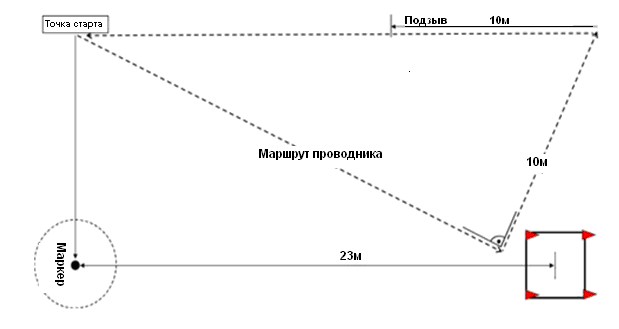 Точка старта
Подзыв 10м
Маршрут проводника
10м
Маркер
23м